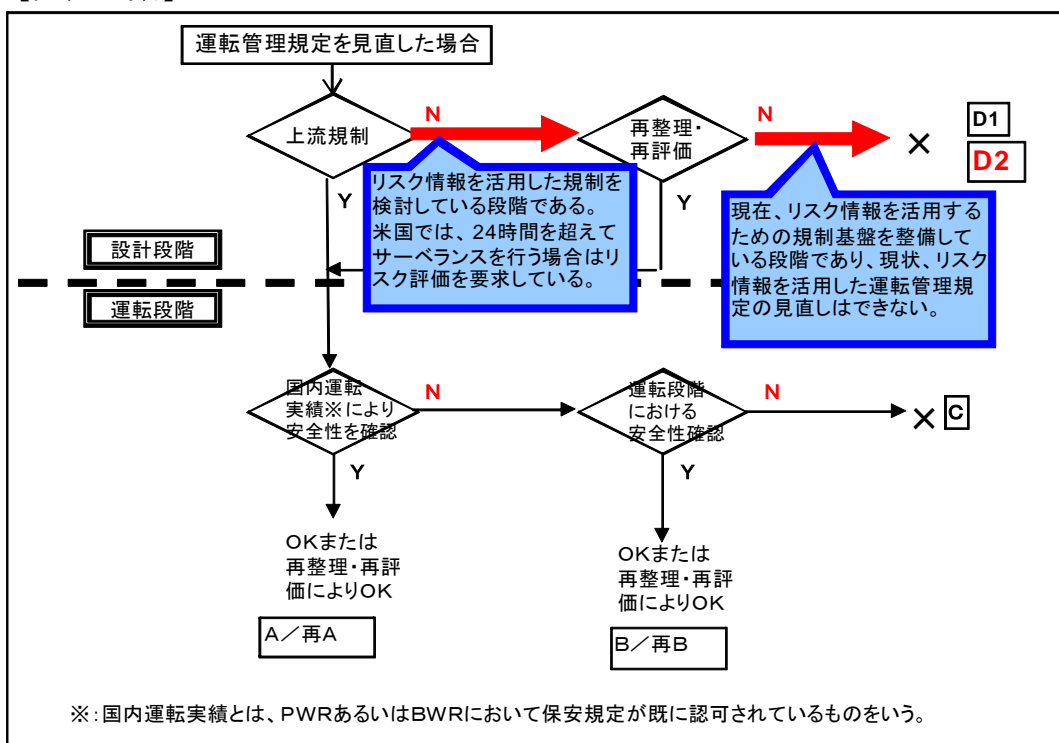 運転管理規定を見直した場合
上流規制
N
再整理・
再評価
N
×
D1
D2
Y
Y
リスク情報を活用した規制を
検討している段階である。
米国では、24時間を超えて
サーベランスを行う場合はリ
スク評価を要求している。
現在、リスク情報を活用する
ための規制基盤を整備して
いる段階であり、現状、リスク
情報を活用した運転管理規
定の見直しはできない。
設計段階
運転段階
国内運転
実績※により
安全性を確認
N
運転段階
における
安全性確認
N
×
C
Y
Y
OKまたは
再整理・再評
価によりOK
OKまたは
再整理・再評
価によりOK
A/再A
B/再B
※:国内運転実績とは、PWRあるいはBWRにおいて保安規定が既に認可されているものをいう。